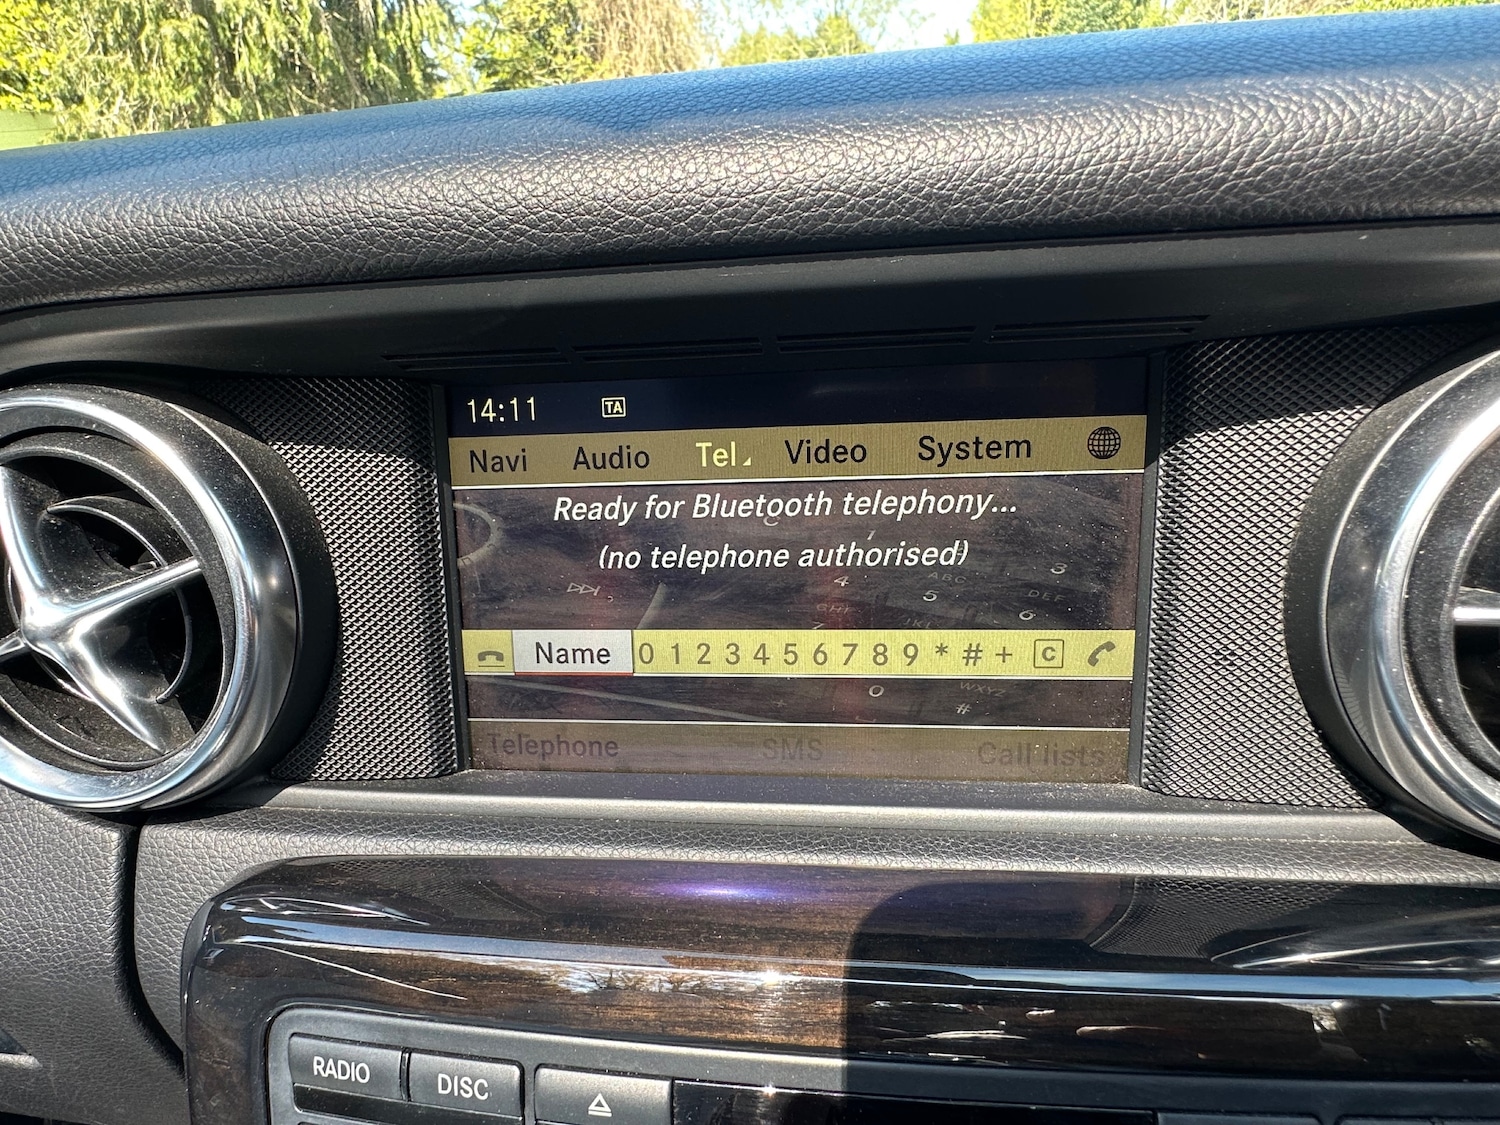 14:11 TA
Navi Audio Tel Video System
Ready for Bluetooth telephony...
(no telephone authorised)
Name 0 1 2 3 4 5 6 7 8 9 * # + C
Telephone SMS Call lists
RADIO
DISC